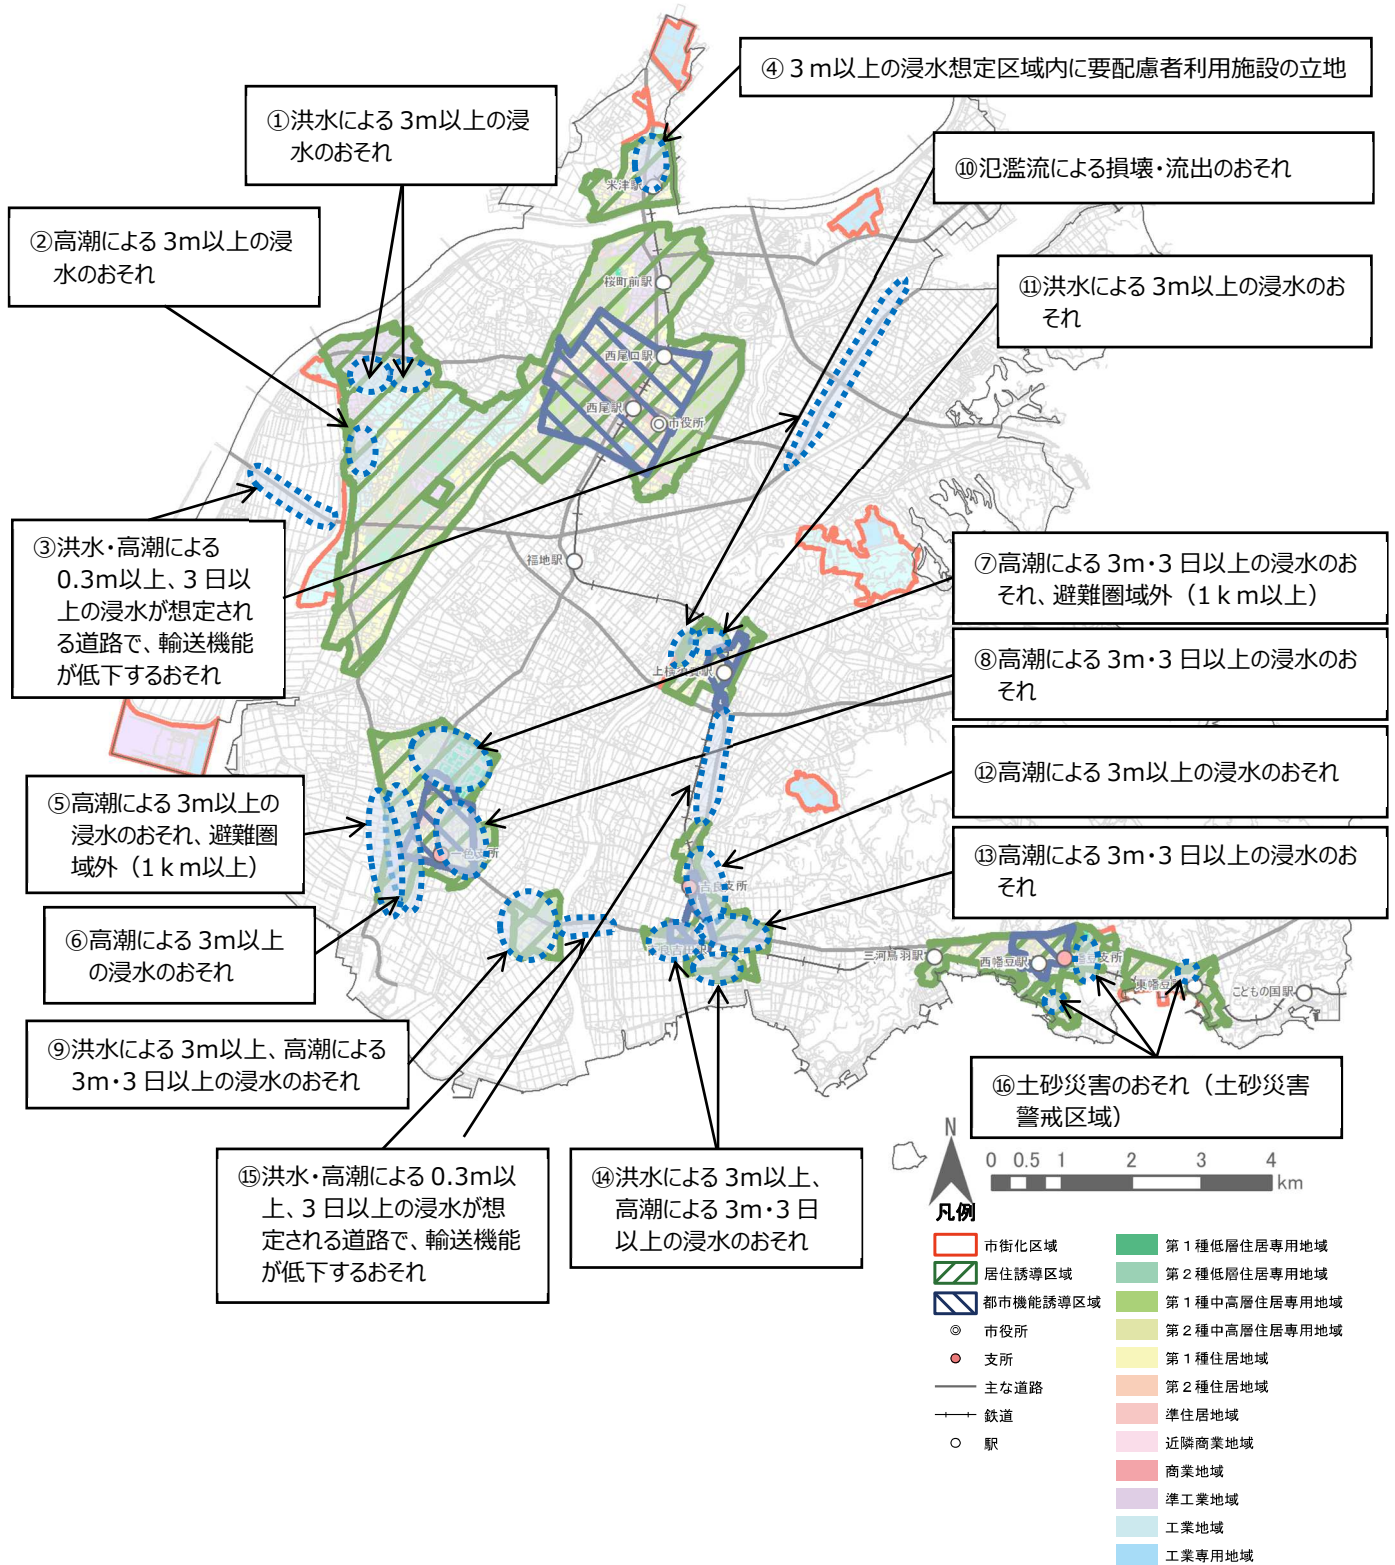 ④３ｍ以上の浸水想定区域内に要配慮者利用施設の立地
①洪水による 3m以上の浸
水のおそれ
⑩氾濫流による損壊・流出のおそれ
②高潮による 3m以上の浸
水のおそれ
⑪洪水による 3m以上の浸水のお
それ
米津駅
桜町前駅
西尾口駅
西尾駅
市役所
福地駅
③洪水・高潮による
0.3m以上、3 日以
上の浸水が想定され
る道路で、輸送機能
が低下するおそれ
⑦高潮による 3m・3 日以上の浸水のお
それ、避難圏域外（1ｋｍ以上）
⑧高潮による 3m・3 日以上の浸水のお
それ
上横須賀駅
⑫高潮による 3m以上の浸水のおそれ
⑤高潮による 3m以上の
浸水のおそれ、避難圏
域外（1ｋｍ以上）
⑬高潮による 3m・3 日以上の浸水のお
それ
一色支所
吉良支所
⑥高潮による 3m以上
の浸水のおそれ
三河鳥羽駅
西幡豆駅
支所
東幡豆
こどもの国駅
⑨洪水による 3m以上、高潮による
3m・3 日以上の浸水のおそれ
⑯土砂災害のおそれ（土砂災害
警戒区域）
⑮洪水・高潮による 0.3m以
上、3 日以上の浸水が想
定される道路で、輸送機能
が低下するおそれ
⑭洪水による 3m以上、
高潮による 3m・3 日
以上の浸水のおそれ
N
0 0.5 1 2 3 4
km
凡例
市街化区域
居住誘導区域
都市機能誘導区域
市役所
支所
主な道路
鉄道
駅
第１種低層住居専用地域
第２種低層住居専用地域
第１種中高層住居専用地域
第２種中高層住居専用地域
第１種住居地域
第２種住居地域
準住居地域
近隣商業地域
商業地域
準工業地域
工業地域
工業専用地域